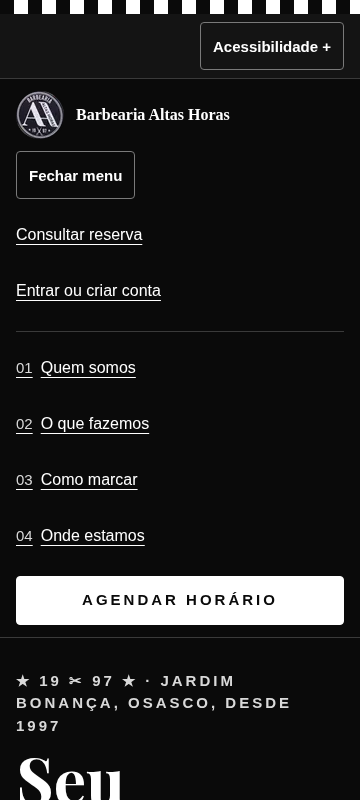 Acessibilidade +
BARBEARIA
Barbearia Altas Horas
Fechar menu
Consultar reserva
Entrar ou criar conta
01 Quem somos
02 O que fazemos
03 Como marcar
04 Onde estamos
AGENDAR HORÁRIO
★ 19 ✂ 97 ★ · JARDIM
BONANÇA, OSASCO, DESDE
1997
Seu